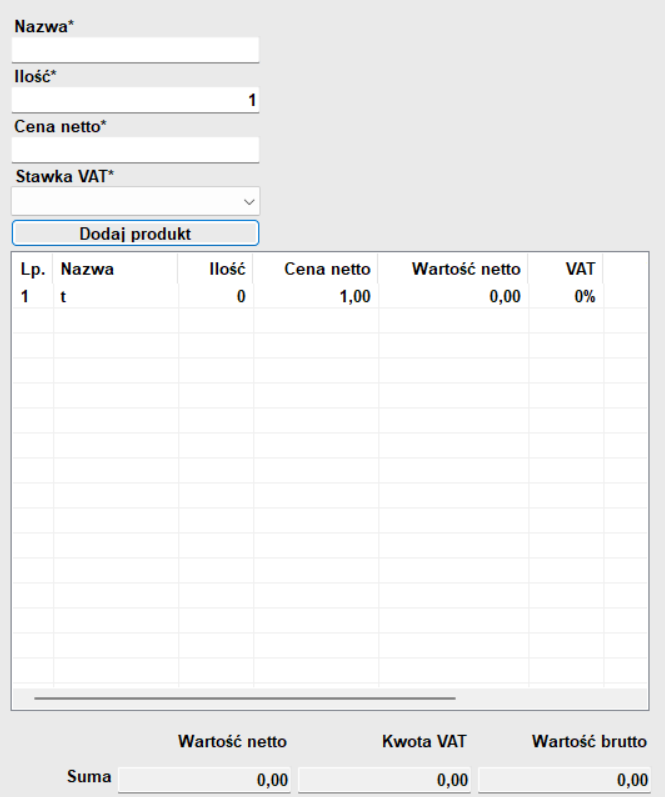 Nazwa*
Ilość*
1
Cena netto*
Stawka VAT*
Dodaj produkt
Lp. Nazwa Ilość Cena netto Wartość netto VAT
1 t 0 1,00 0,00 0%
Wartość netto Kwota VAT Wartość brutto
Suma 0,00 0,00 0,00